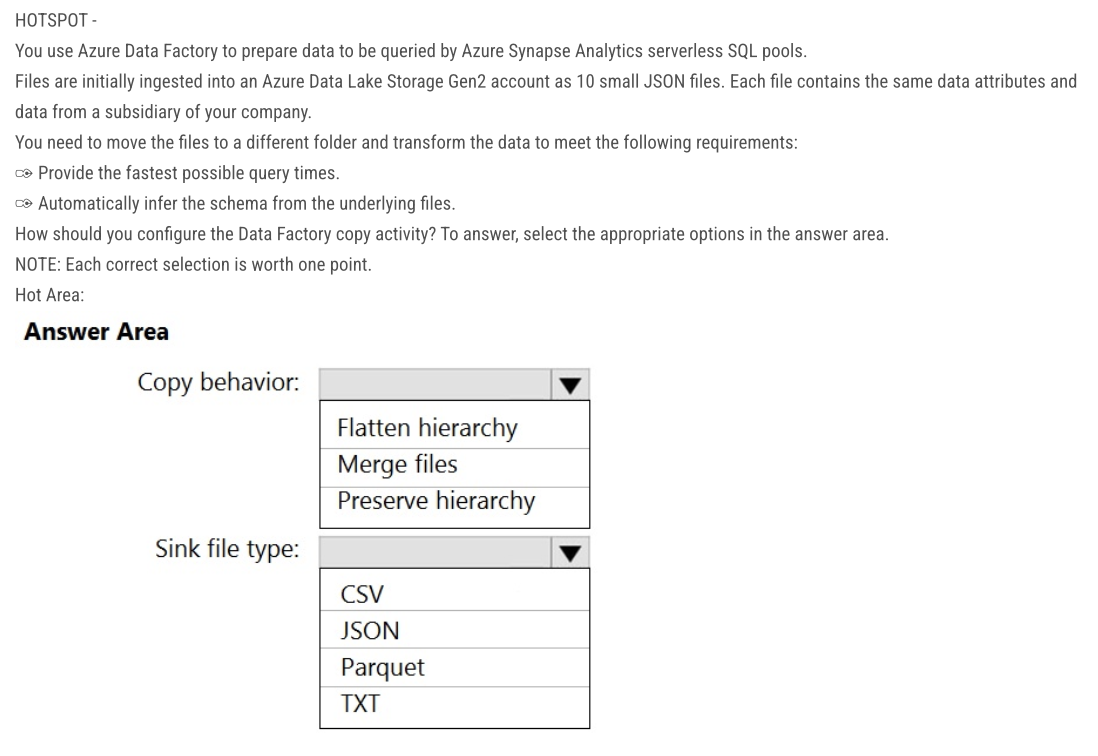 HOTSPOT -
You use Azure Data Factory to prepare data to be queried by Azure Synapse Analytics serverless SQL pools.
Files are initially ingested into an Azure Data Lake Storage Gen2 account as 10 small JSON files. Each file contains the same data attributes and
data from a subsidiary of your company.
You need to move the files to a different folder and transform the data to meet the following requirements:
Provide the fastest possible query times.
Automatically infer the schema from the underlying files.
How should you configure the Data Factory copy activity? To answer, select the appropriate options in the answer area.
NOTE: Each correct selection is worth one point.
Hot Area:
Answer Area
Copy behavior:
Flatten hierarchy
Merge files
Preserve hierarchy
Sink file type:
CSV
JSON
Parquet
TXT